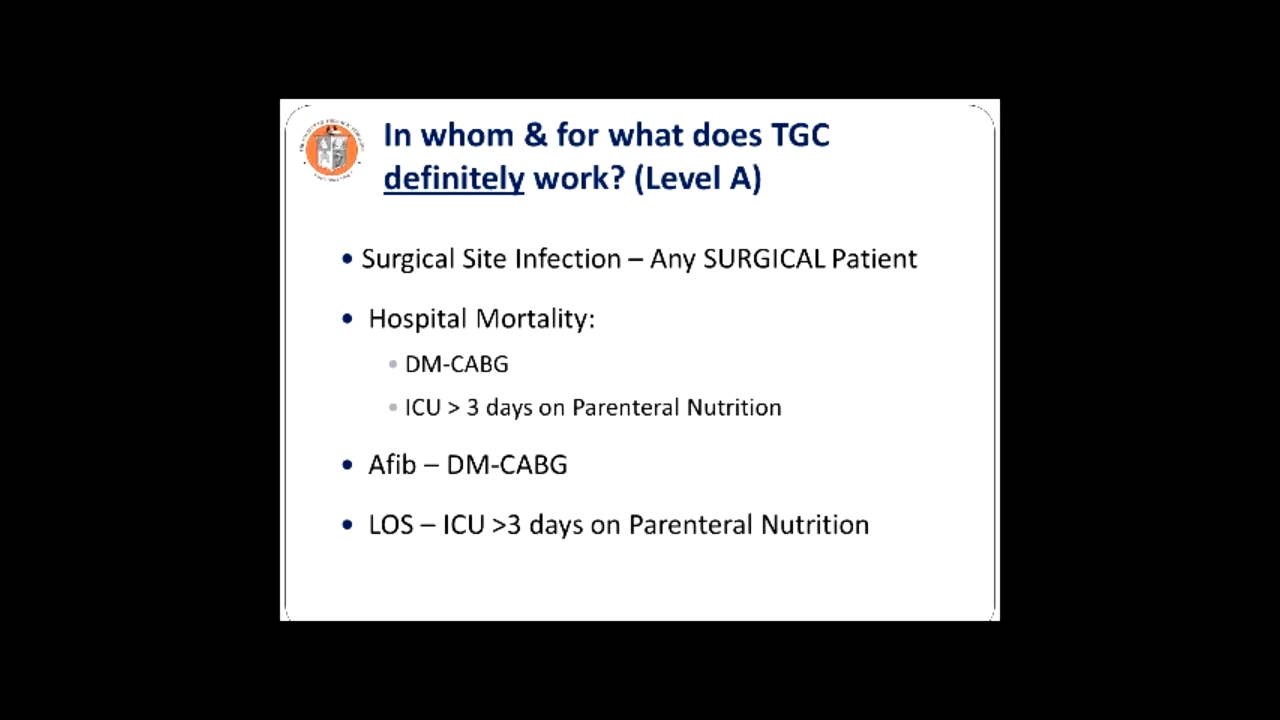 In whom & for what does TGC
definitely work? (Level A)
• Surgical Site Infection – Any SURGICAL Patient
• Hospital Mortality:
• DM-CABG
• ICU > 3 days on Parenteral Nutrition
• Afib – DM-CABG
• LOS – ICU >3 days on Parenteral Nutrition